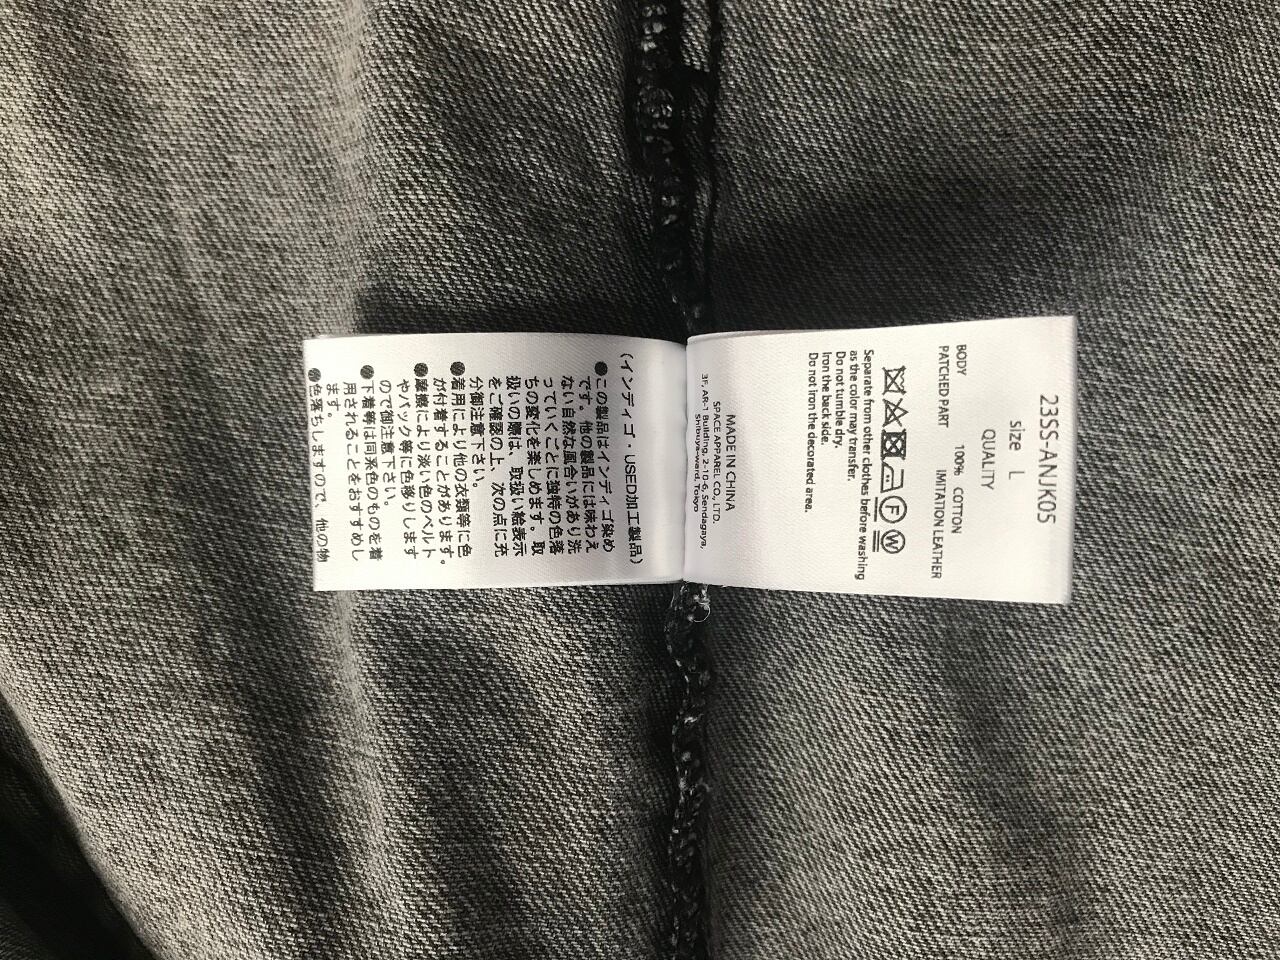 23SS-ANJK05
size L
QUALITY
BODY 100% COTTON
PATCHED PART IMITATION LEATHER
F W
Separate from other clothes before washing
as the color may transfer.
Do not tumble dry.
Iron the back side.
Do not iron the decorated area.
MADE IN CHINA
SPACE APPAREL CO., LTD.
3F, AR-1 Building, 2-10-6, Sendagaya,
Shibuya-ward, Tokyo
(インディゴ・USED加工製品)
●この製品はインディゴ染め
です。他の製品には味わえ
ない自然な風合いがあり洗
っていくごとに独特の色落
ちの変化を楽しめます。取
扱いの際は、取扱い絵表示
をご確認の上、次の点に充
分御注意下さい。
●着用により他の衣類等に色
が付着することがあります。
●摩擦により淡い色のベルト
やバック等に色移りします
ので御注意下さい。
●下着等は同系色のものを着
用されることをおすすめし
ます。
●色落ちしますので、他の物